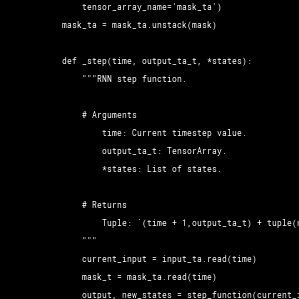 tensor_array_name='mask_ta')
mask_ta = mask_ta.unstack(mask)
def _step(time, output_ta_t, *states):
"""RNN step function.
# Arguments
time: Current timestep value.
output_ta_t: TensorArray.
*states: List of states.
# Returns
Tuple: `(time + 1,output_ta_t) + tuple(n
"""
current_input = input_ta.read(time)
mask_t = mask_ta.read(time)
output, new_states = step_function(current_i